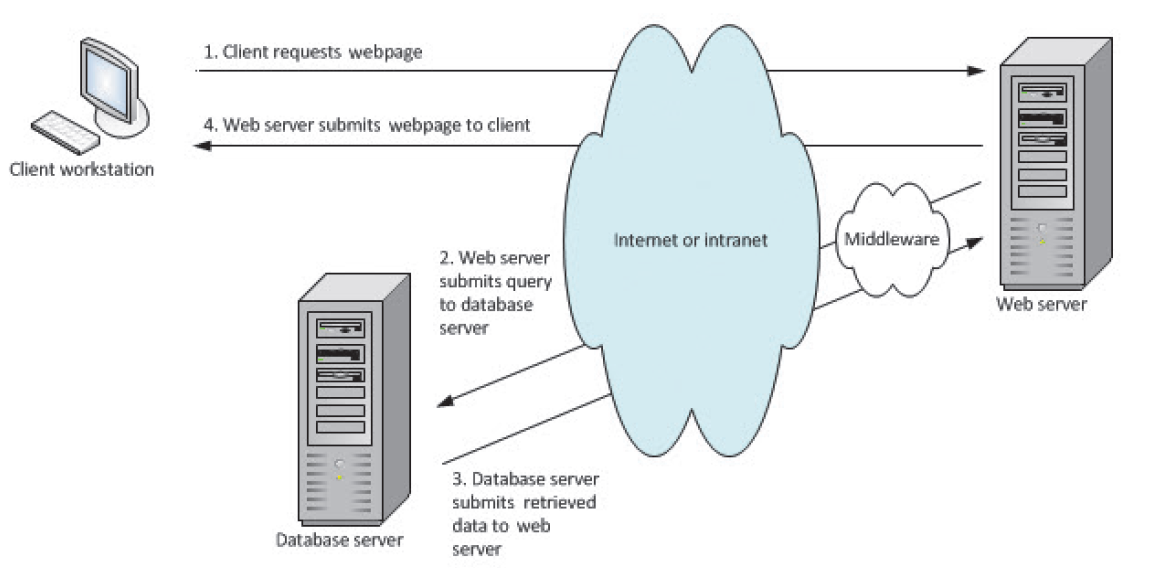 1. Client requests webpage
4. Web server submits webpage to client
Client workstation
Internet or intranet
Middleware
Web server
2. Web server
submits query
to database
server
3. Database server
submits retrieved
data to web
server
Database server